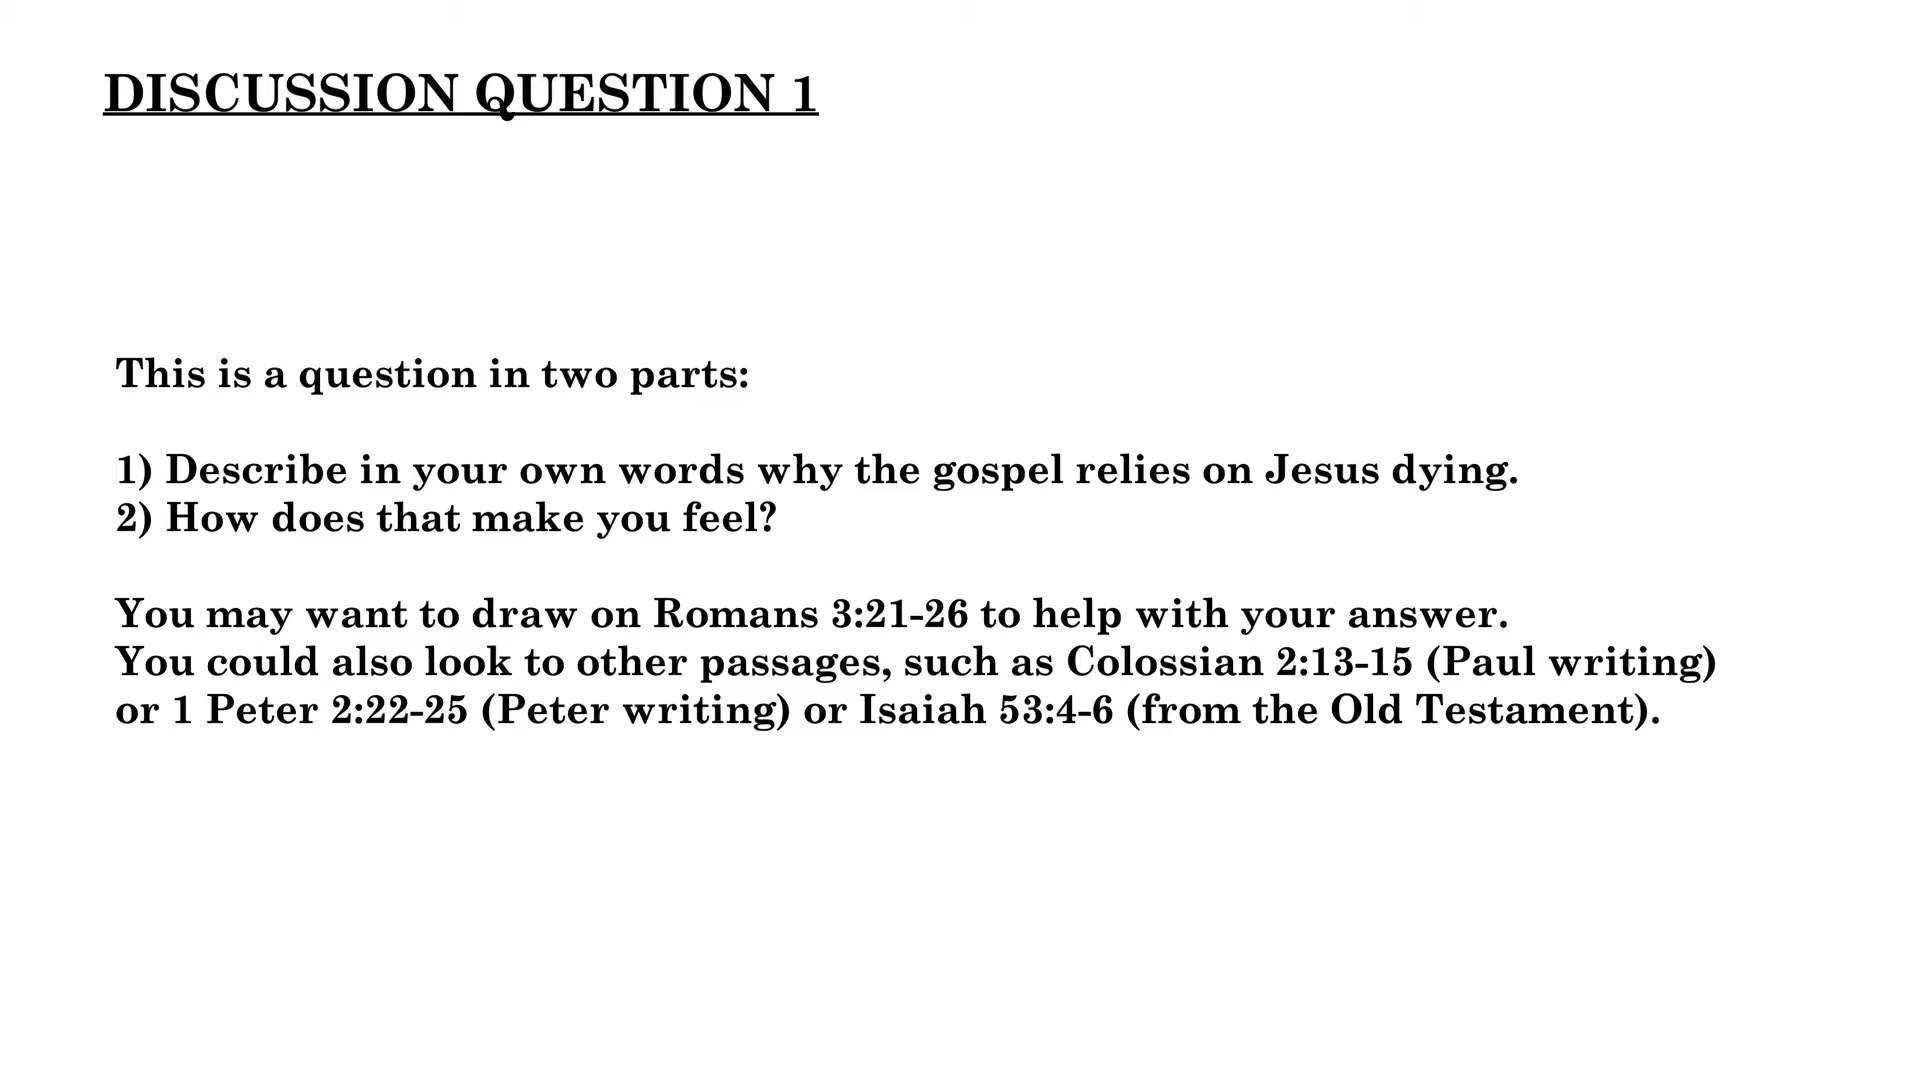 DISCUSSION QUESTION 1
This is a question in two parts:
1) Describe in your own words why the gospel relies on Jesus dying.
2) How does that make you feel?
You may want to draw on Romans 3:21-26 to help with your answer.
You could also look to other passages, such as Colossian 2:13-15 (Paul writing)
or 1 Peter 2:22-25 (Peter writing) or Isaiah 53:4-6 (from the Old Testament).